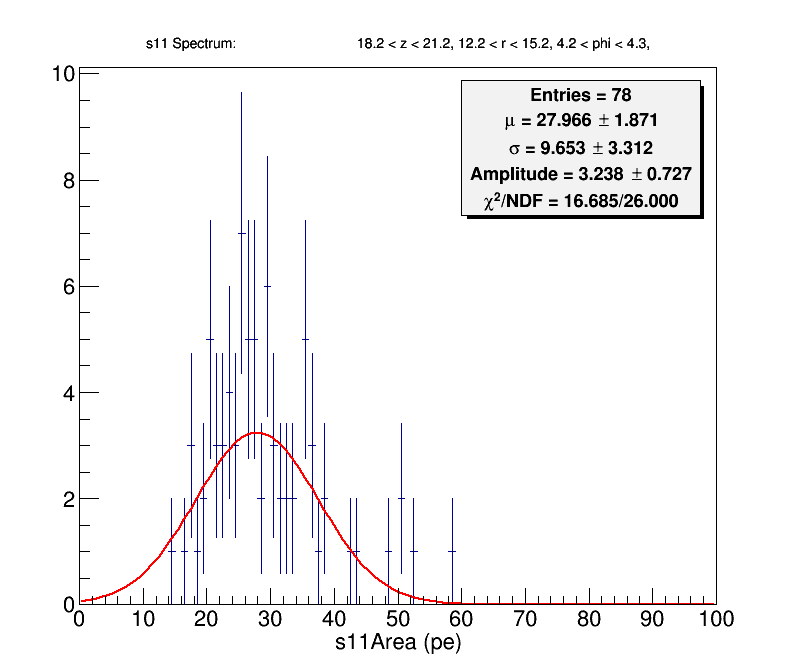 s11 Spectrum: 18.2 < z < 21.2, 12.2 < r < 15.2, 4.2 < phi < 4.3,
Entries = 78
μ = 27.966 ± 1.871
σ = 9.653 ± 3.312
Amplitude = 3.238 ± 0.727
χ²/NDF = 16.685/26.000
10
8
6
4
2
0
0 10 20 30 40 50 60 70 80 90 100
s11Area (pe)